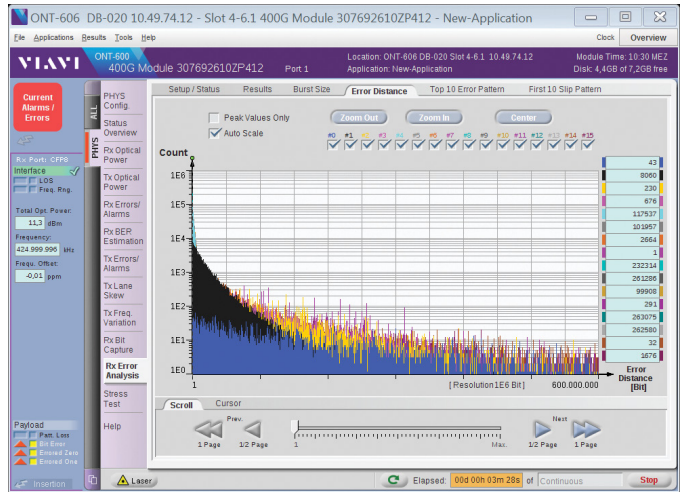 ONT-606 DB-020 10.49.74.12 - Slot 4-6.1 400G Module 307692610ZP412 - New-Application
File Applications Results Tools Help
Clock Overview
VIAVI
ONT-600
400G Module 307692610ZP412 Port 1
Location: ONT-606 DB-020 Slot 4-6.1 10.49.74.12
Application: New-Application
Module Time: 10:30 MEZ
Disk: 4,4GB of 7,2GB free
Current
Alarms /
Errors
Rx Port: CFP8
Interface
LOS
Freq. Rng.
Total Opt. Power:
11,3 dBm
Frequency:
424.999.996 kHz
Frequ. Offset:
-0,01 ppm
Payload
Patt. Loss
Bit Error
Errored Zero
Errored One
Insertion
ALL
PHYS
PHYS
Config.
Status
Overview
Rx Optical
Power
Tx Optical
Power
Rx Errors/
Alarms
Rx BER
Estimation
Tx Errors/
Alarms
Tx Lane
Skew
Tx Freq.
Variation
Rx Bit
Capture
Rx Error
Analysis
Stress
Test
Help
Setup / Status Results Burst Size Error Distance Top 10 Error Pattern First 10 Slip Pattern
Peak Values Only
Auto Scale
Zoom Out Zoom In Center
#0 #1 #2 #3 #4 #5 #6 #7 #8 #9 #10 #11 #12 #13 #14 #15
Count
1E6
1E5
1E4
1E3
1E2
1E1
1E0
1 [ Resolution 1E6 Bit ] 600.000.000
43
8060
230
676
117537
101957
2664
1
232314
261286
99908
291
263075
262580
32
1676
Error
Distance
[Bit]
Scroll Cursor
Prev. Next
1 Page 1/2 Page 1 Max. 1/2 Page 1 Page
Laser
Elapsed: 00d 00h 03m 28s of Continuous Stop